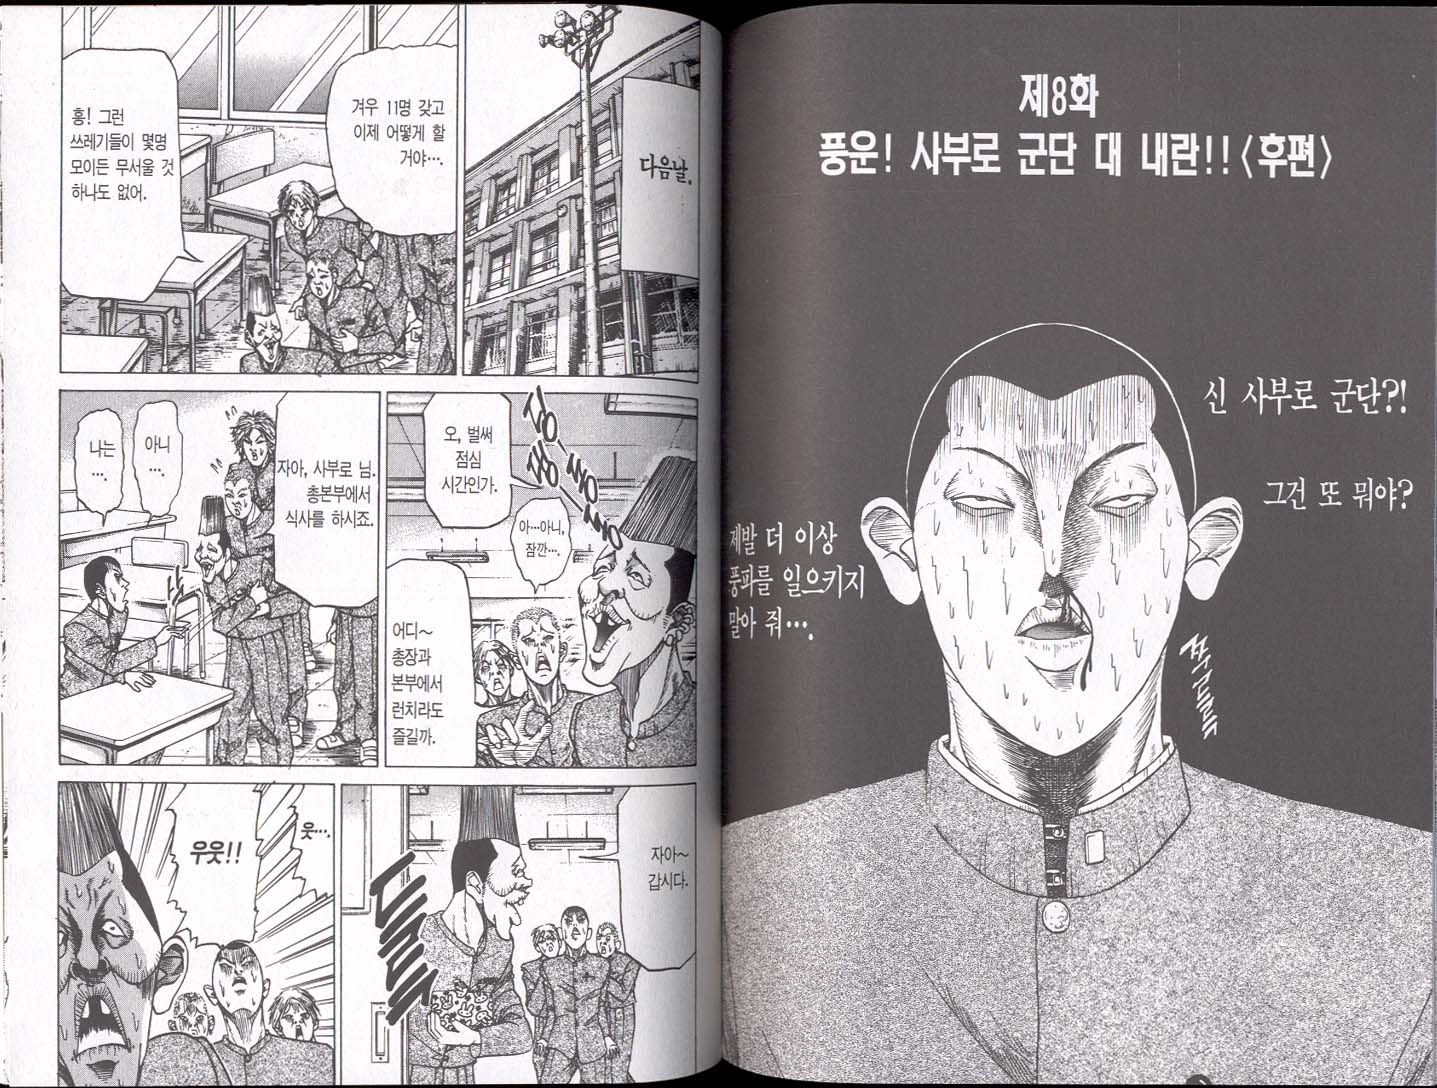 제8화
풍운! 사부로 군단 대 내란!!〈후편〉
신 사부로 군단?!
그건 또 뭐야?
제발 더 이상
풍파를 일으키지
말아 줘….
다음날.
겨우 11명 갖고
이제 어떻게 할
거야….
흥! 그런
쓰레기들이 몇명
모이든 무서울 것
하나도 없어.
오, 벌써
점심
시간인가.
아…아니,
잠깐….
어디~
총장과
본부에서
런치라도
즐길까.
자아, 사부로 님.
총본부에서
식사를 하시죠.
아니
….
나는
….
자아~
갑시다.
웃….
우웃!!